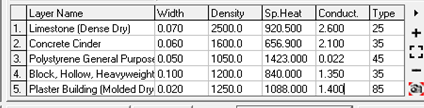 Layer Name Width Density Sp.Heat Conduct. Type
1. Limestone (Dense Dry) 0.070 2500.0 920.500 2.600 25
2. Concrete Cinder 0.060 1600.0 656.900 2.100 35
3. Polystyrene General Purpose 0.050 1050.0 1423.000 0.022 45
4. Block, Hollow, Heavyweight 0.100 1200.0 840.000 1.350 35
5. Plaster Building (Molded Dry 0.020 1250.0 1088.000 1.400 85